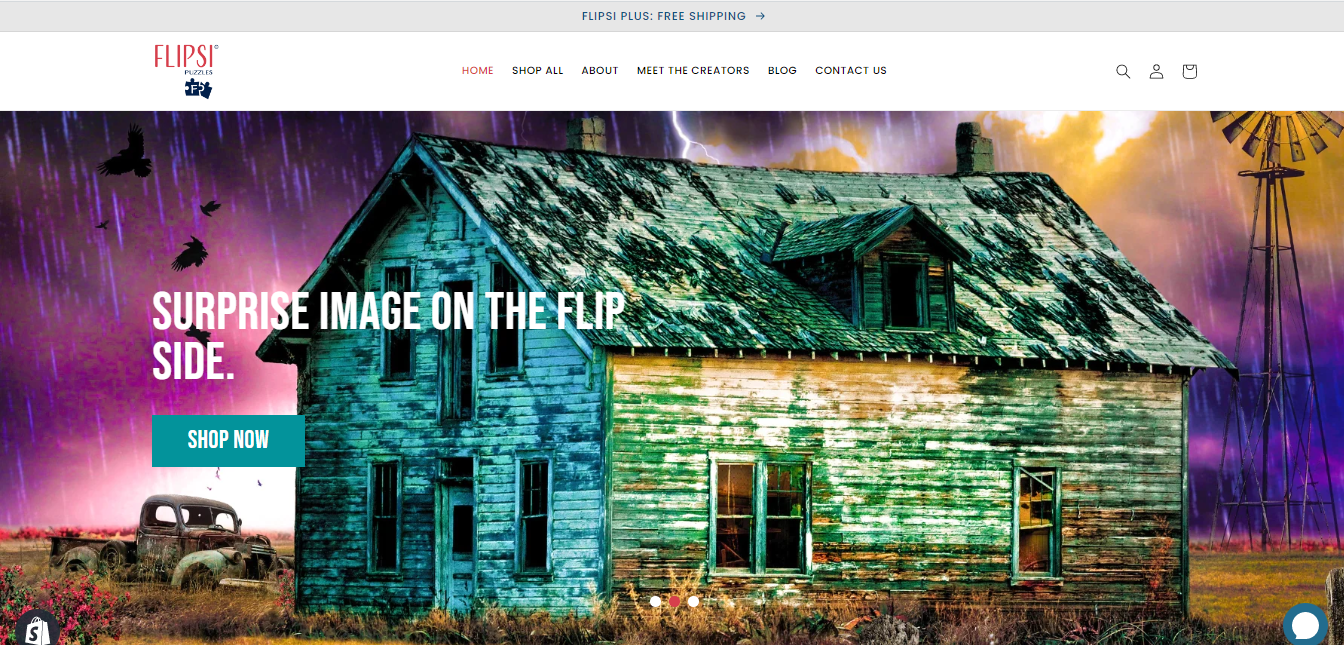 FLIPSI PLUS: FREE SHIPPING
FLIPSI®
PUZZLES
FP
HOME SHOP ALL ABOUT MEET THE CREATORS BLOG CONTACT US
SURPRISE IMAGE ON THE FLIP
SIDE.
SHOP NOW
S